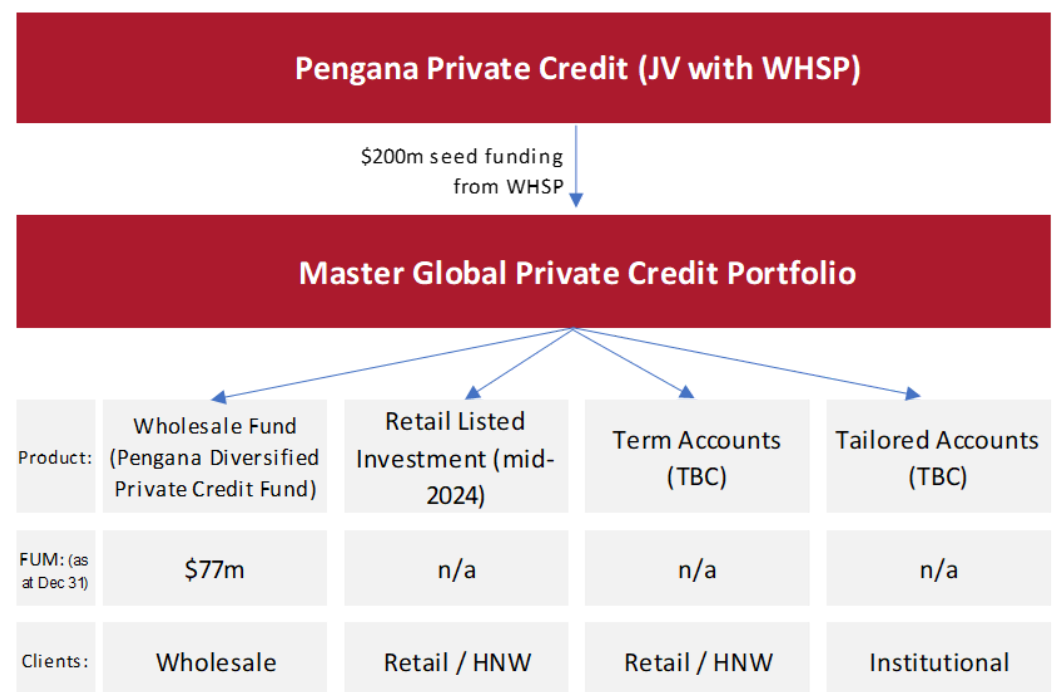 Pengana Private Credit (JV with WHSP)
$200m seed funding
from WHSP
Master Global Private Credit Portfolio
Product:
Wholesale Fund
(Pengana Diversified
Private Credit Fund)
Retail Listed
Investment (mid-
2024)
Term Accounts
(TBC)
Tailored Accounts
(TBC)
FUM: (as
at Dec 31)
$77m
n/a
n/a
n/a
Clients:
Wholesale
Retail / HNW
Retail / HNW
Institutional